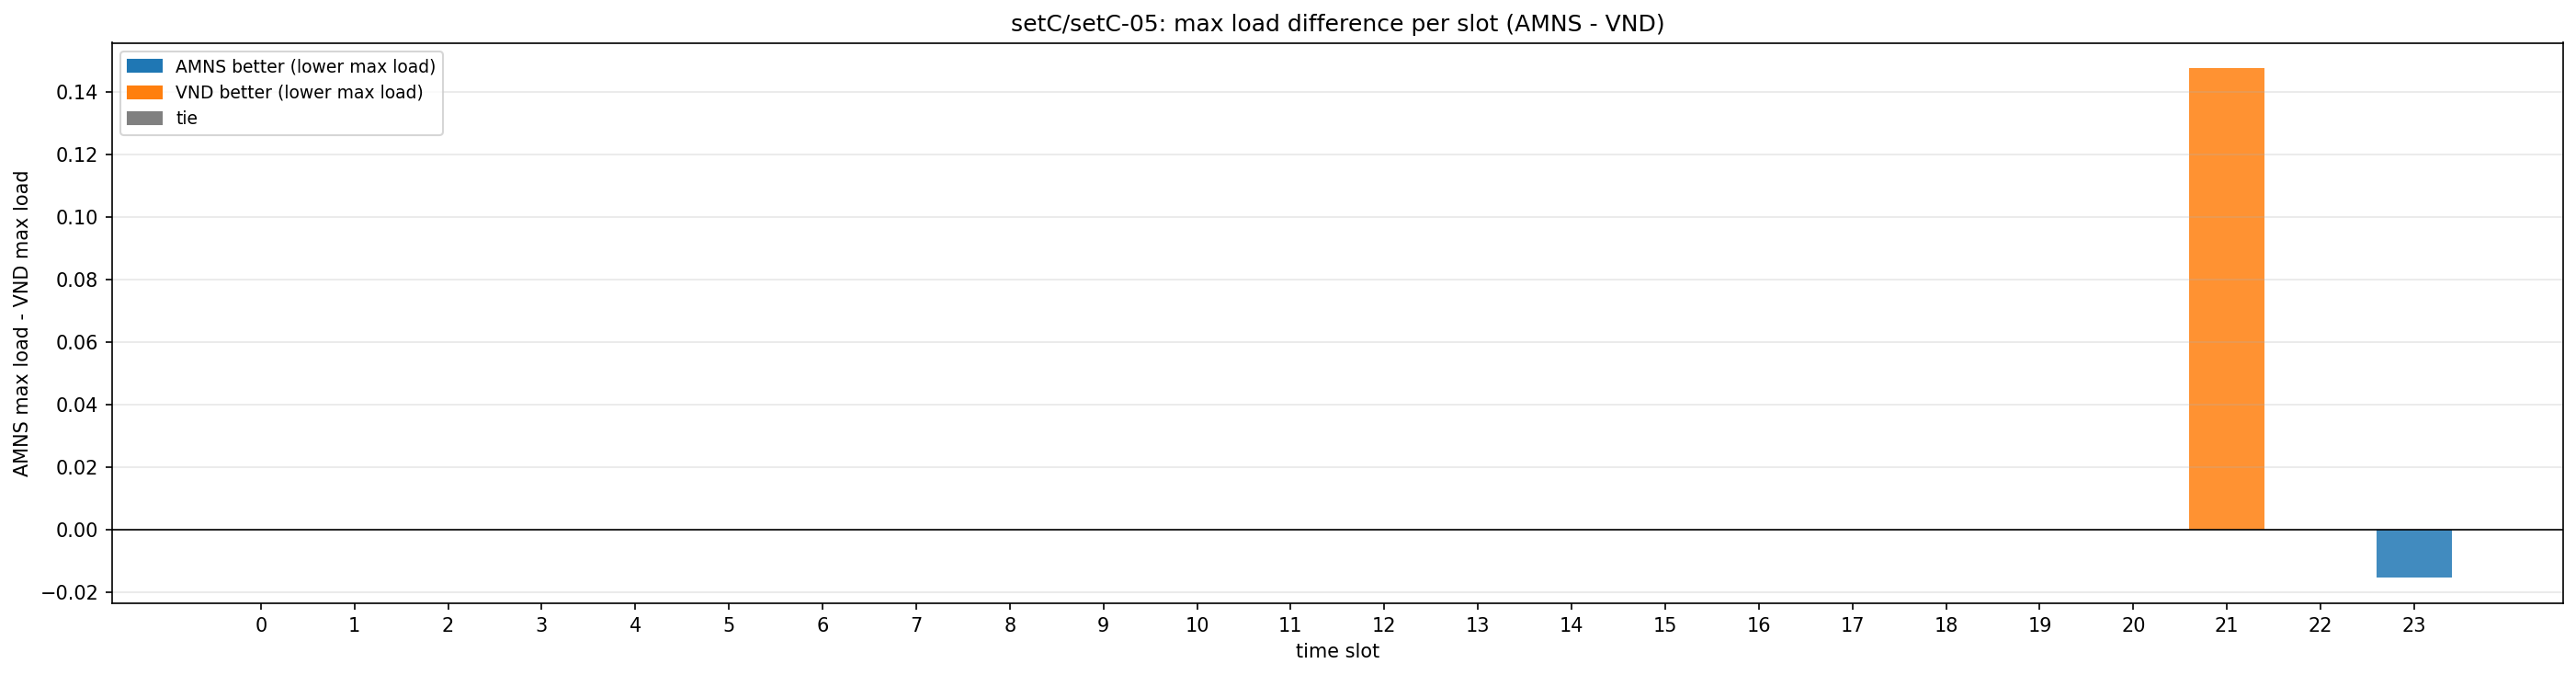 setC/setC-05: max load difference per slot (AMNS - VND)
AMNS better (lower max load)
VND better (lower max load)
tie
AMNS max load - VND max load
0.14
0.12
0.10
0.08
0.06
0.04
0.02
0.00
−0.02
0 1 2 3 4 5 6 7 8 9 10 11 12 13 14 15 16 17 18 19 20 21 22 23
time slot